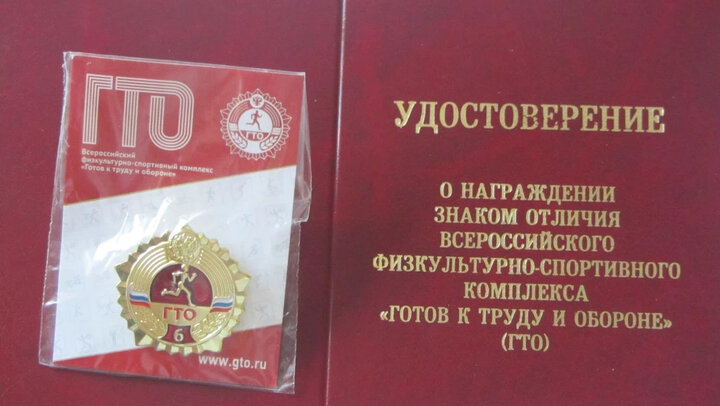 ГТО
Всероссийский
физкультурно-спортивный комплекс
«Готов к труду и обороне»
ГТО
ГТО
6
www.gto.ru
УДОСТОВЕРЕНИЕ
О НАГРАЖДЕНИИ
ЗНАКОМ ОТЛИЧИЯ
ВСЕРОССИЙСКОГО
ФИЗКУЛЬТУРНО-СПОРТИВНОГО
КОМПЛЕКСА
«ГОТОВ К ТРУДУ И ОБОРОНЕ»
(ГТО)